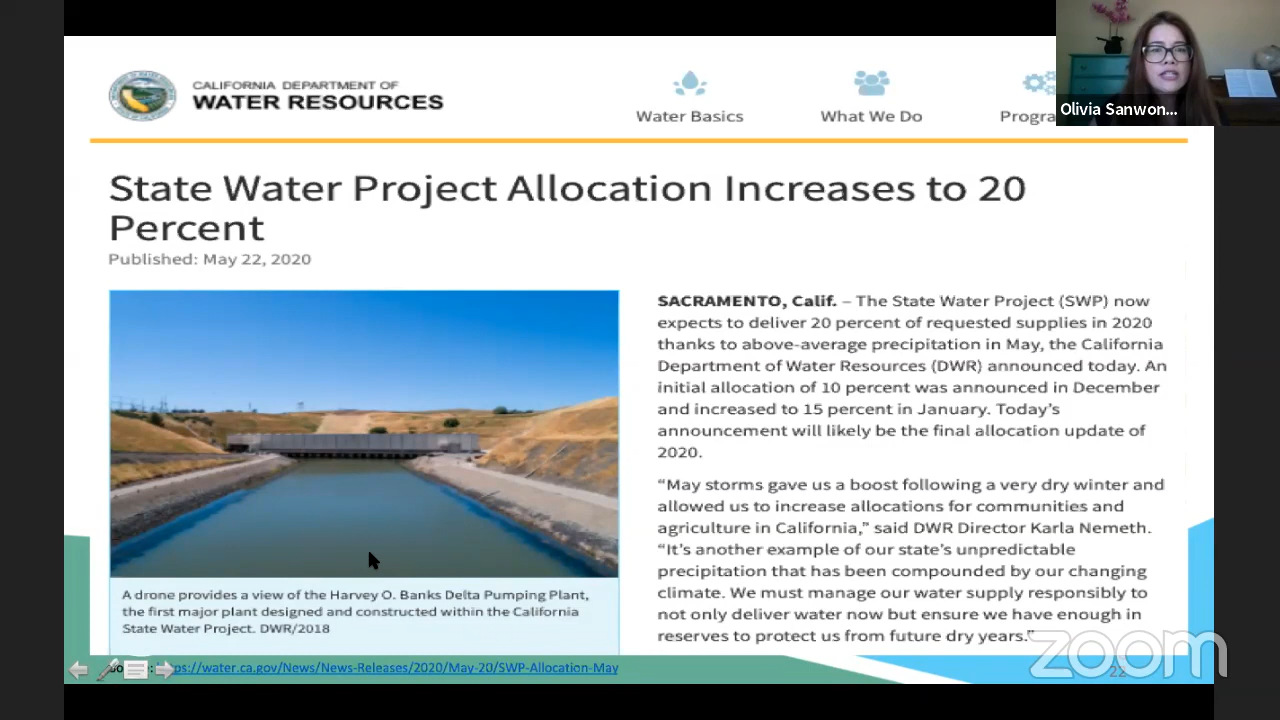 CALIFORNIA DEPARTMENT OF
WATER RESOURCES
Water Basics
What We Do
Progra
Olivia Sanwon...
State Water Project Allocation Increases to 20
Percent
Published: May 22, 2020
SACRAMENTO, Calif. – The State Water Project (SWP) now
expects to deliver 20 percent of requested supplies in 2020
thanks to above-average precipitation in May, the California
Department of Water Resources (DWR) announced today. An
initial allocation of 10 percent was announced in December
and increased to 15 percent in January. Today’s
announcement will likely be the final allocation update of
2020.
“May storms gave us a boost following a very dry winter and
allowed us to increase allocations for communities and
agriculture in California,” said DWR Director Karla Nemeth.
“It’s another example of our state’s unpredictable
precipitation that has been compounded by our changing
climate. We must manage our water supply responsibly to
not only deliver water now but ensure we have enough in
reserves to protect us from future dry years.”
A drone provides a view of the Harvey O. Banks Delta Pumping Plant,
the first major plant designed and constructed within the California
State Water Project. DWR/2018
ps://water.ca.gov/News/News-Releases/2020/May-20/SWP-Allocation-May
22
zoom